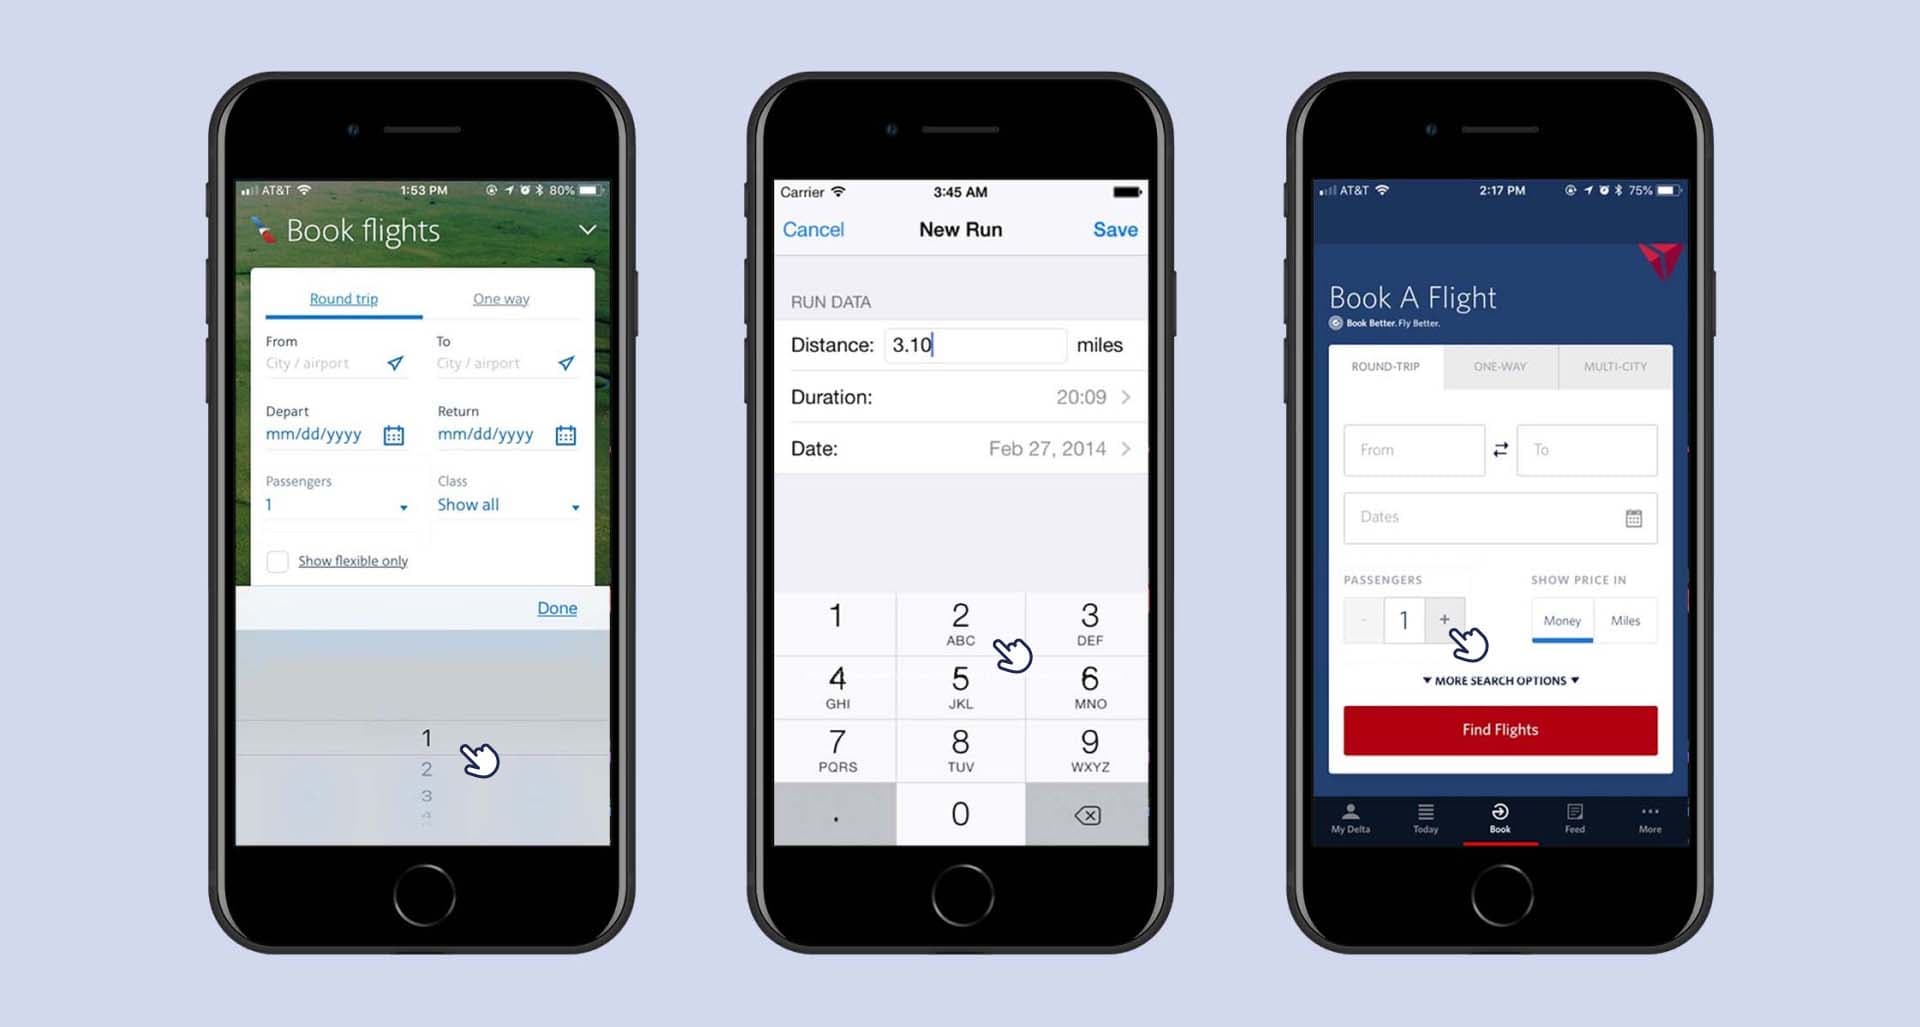 AT&T 1:53 PM 80%
Book flights
Round trip One way
From To
City / airport City / airport
Depart Return
mm/dd/yyyy mm/dd/yyyy
Passengers Class
1 Show all
Show flexible only
Done
1
2
3
4
Carrier 3:45 AM
Cancel New Run Save
RUN DATA
Distance: 3.10 miles
Duration: 20:09
Date: Feb 27, 2014
1 2 3
ABC DEF
4 5 6
GHI JKL MNO
7 8 9
PQRS TUV WXYZ
. 0
AT&T 2:17 PM 75%
Book A Flight
Book Better. Fly Better.
ROUND-TRIP ONE-WAY MULTI-CITY
From To
Dates
PASSENGERS SHOW PRICE IN
- 1 + Money Miles
MORE SEARCH OPTIONS
Find Flights
My Delta Today Book Feed More